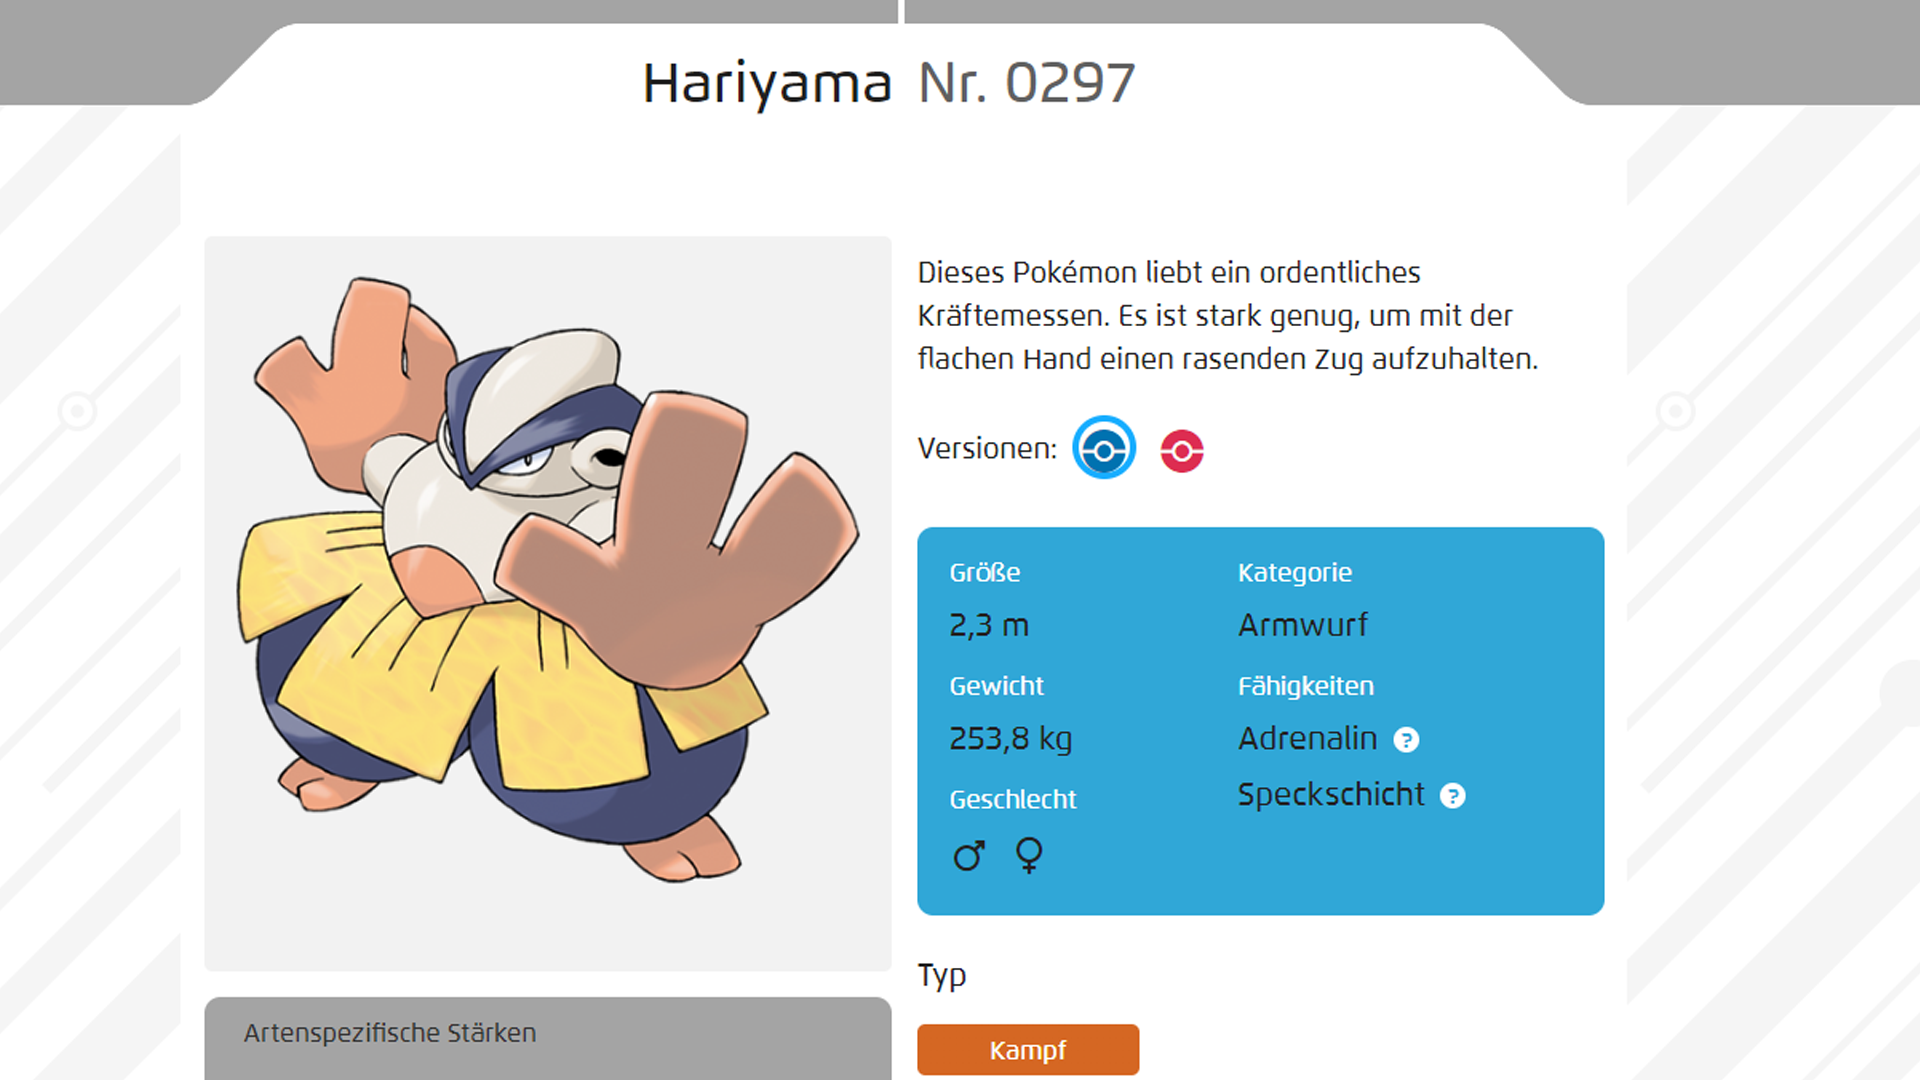 Hariyama Nr. 0297
Dieses Pokémon liebt ein ordentliches
Kräftemessen. Es ist stark genug, um mit der
flachen Hand einen rasenden Zug aufzuhalten.
Versionen:
Größe
2,3 m
Gewicht
253,8 kg
Geschlecht
♂ ♀
Kategorie
Armwurf
Fähigkeiten
Adrenalin ?
Speckschicht ?
Typ
Kampf
Artenspezifische Stärken